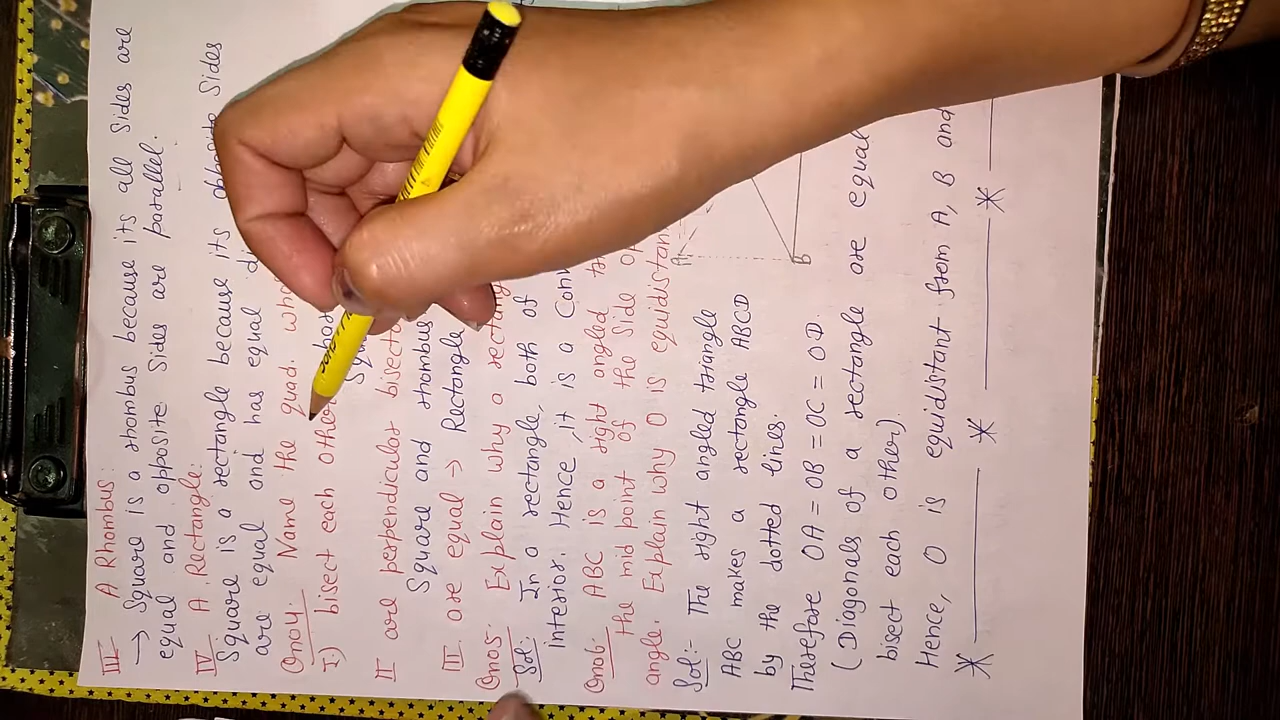 III A Rhombus:
→ Square is a rhombus because its all sides are
equal and opposite sides are parallel.
IV A Rectangle:
Square is a rectangle because its opposite sides
are equal and has equal
Qno4: Name the quad.
I) bisect each other
II are perpendicular
Square and rhombus
III. are equal → Rectangle
Qno5: Explain why a
Sol: In a rectangle, both of
interior. Hence, it is a
Qno6: ABC is a right angled
the mid point of the side
angle. Explain why O is
Sol:- The right angled triangle
ABC makes a rectangle ABCD
by the dotted lines.
B
Therefore OA = OB = OC = OD.
(Diagonals of a rectangle are equal
bisect each other)
Hence, O is equidistant from A, B and